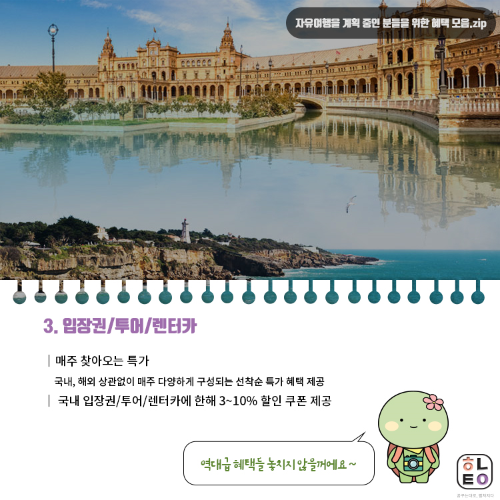 자유여행을 계획 중인 분들을 위한 혜택 모음.zip
3. 입장권/투어/렌터카
| 매주 찾아오는 특가
국내, 해외 상관없이 매주 다양하게 구성되는 선착순 특가 혜택 제공
| 국내 입장권/투어/렌터카에 한해 3~10% 할인 쿠폰 제공
역대급 혜택들 놓치지 않을꺼에요~